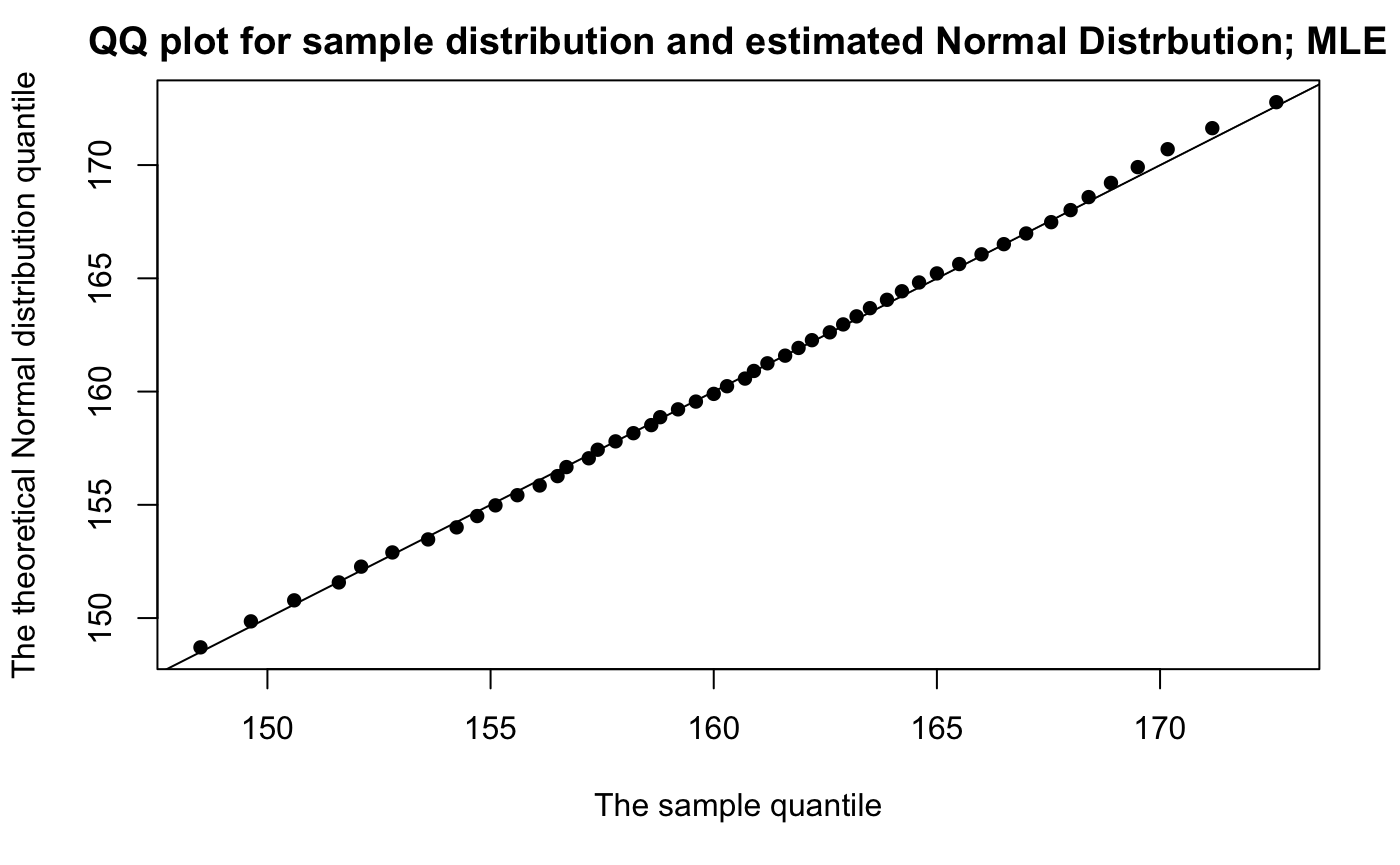 QQ plot for sample distribution and estimated Normal Distrbution; MLE
The theoretical Normal distribution quantile
170
165
160
155
150
150 155 160 165 170
The sample quantile